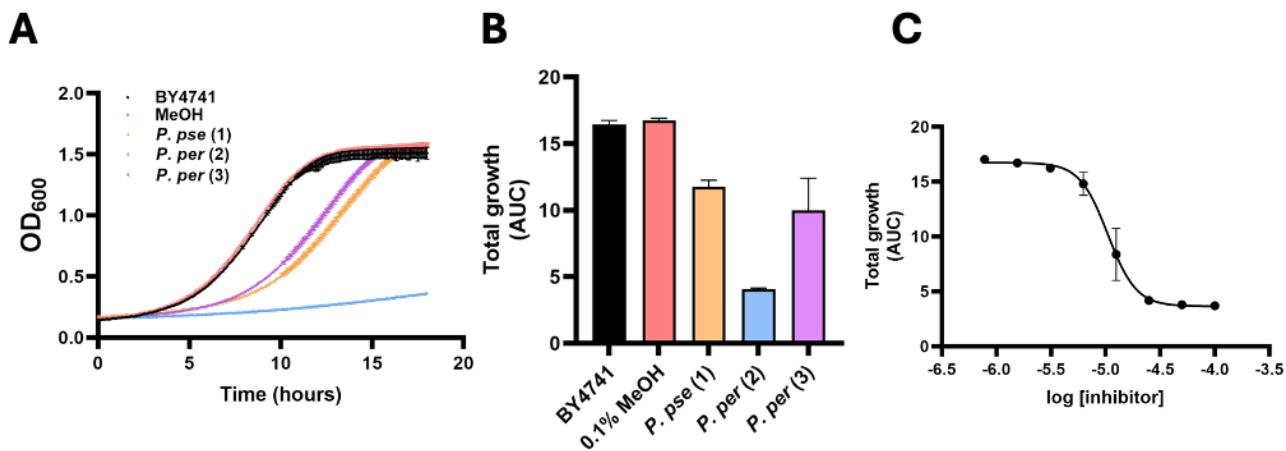 A
OD600
2.0
1.5
1.0
0.5
0.0
0
5
10
15
20
Time (hours)
BY4741
MeOH
P. pse (1)
P. per (2)
P. per (3)
B
Total growth
(AUC)
20
15
10
5
0
BY4741
0.1% MeOH
P. pse (1)
P. per (2)
P. per (3)
C
Total growth
(AUC)
20
15
10
5
0
-6.5
-6.0
-5.5
-5.0
-4.5
-4.0
-3.5
log [inhibitor]